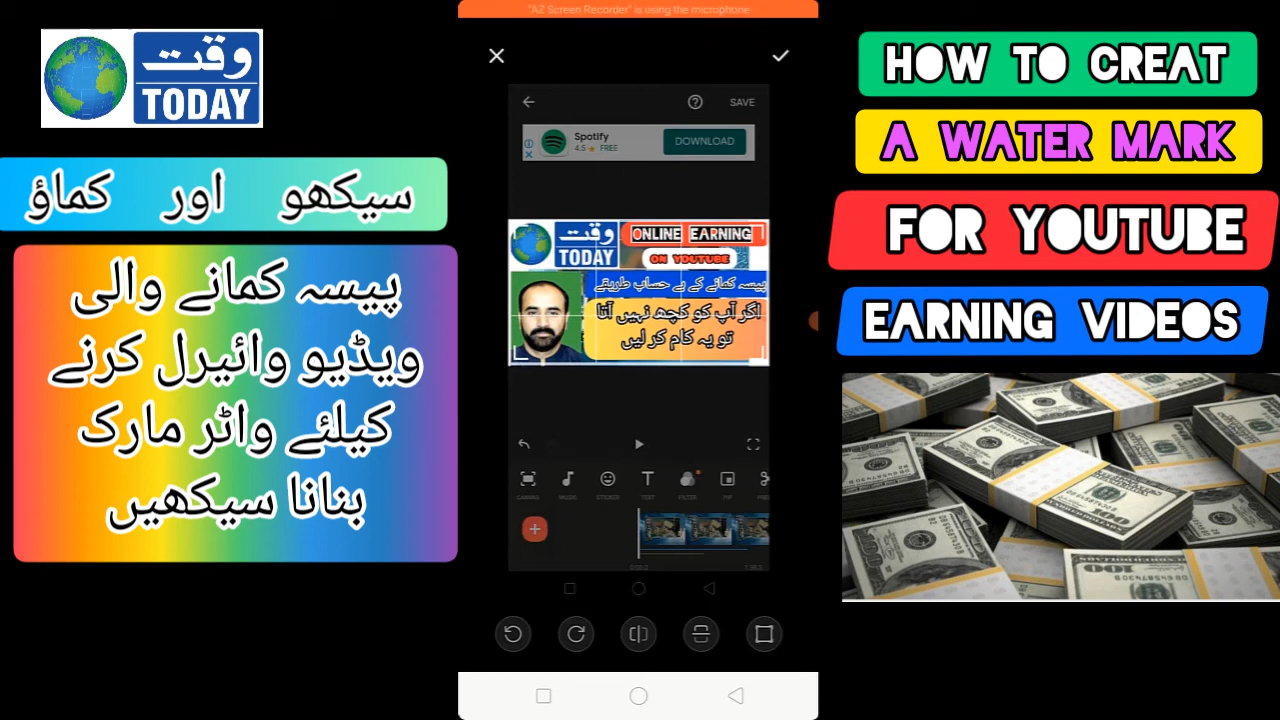 "AZ Screen Recorder" is using the microphone
وقت
TODAY
سیکھو اور کماؤ
پیسہ کمانے والی
ویڈیو وائیرل کرنے
کیلئے واٹر مارک
بنانا سیکھیں
SAVE
Spotify
4.5 ★ FREE
DOWNLOAD
وقت
TODAY
ONLINE EARNING
ON YOUTUBE
پیسہ کمانے کے بے حساب طریقے
اگر آپ کو کچھ نہیں آتا
تو یہ کام کر لیں
CANVAS
MUSIC
STICKER
TEXT
FILTER
PIP
HOW TO CREAT
A WATER MARK
FOR YOUTUBE
EARNING VIDEOS